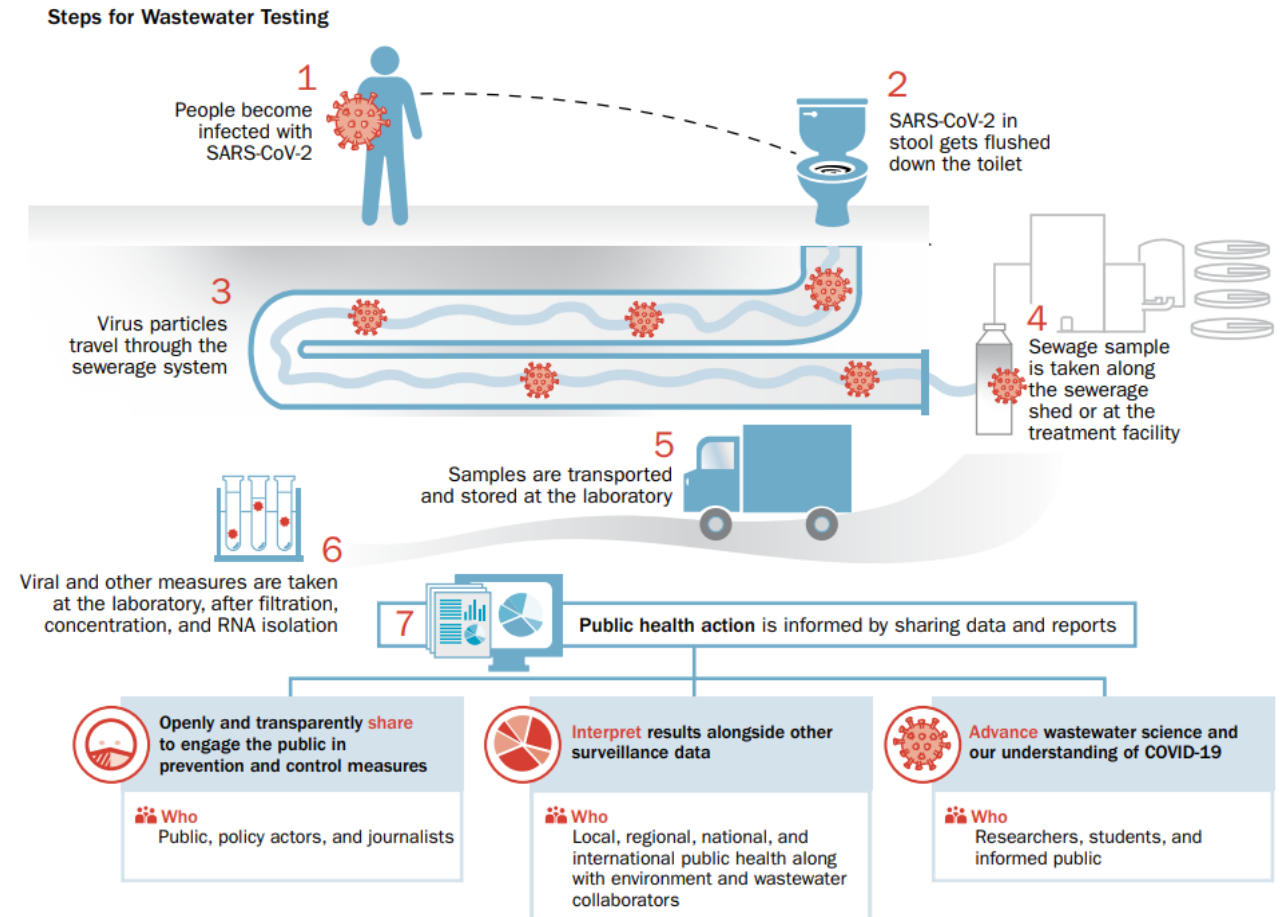 Steps for Wastewater Testing
1
People become
infected with
SARS-CoV-2
2
SARS-CoV-2 in
stool gets flushed
down the toilet
3
Virus particles
travel through the
sewerage system
4
Sewage sample
is taken along
the sewerage
shed or at the
treatment facility
5
Samples are transported
and stored at the laboratory
6
Viral and other measures are taken
at the laboratory, after filtration,
concentration, and RNA isolation
7
Public health action is informed by sharing data and reports
Openly and transparently share
to engage the public in
prevention and control measures
Who
Public, policy actors, and journalists
Interpret results alongside other
surveillance data
Who
Local, regional, national, and
international public health along
with environment and wastewater
collaborators
Advance wastewater science and
our understanding of COVID-19
Who
Researchers, students, and
informed public